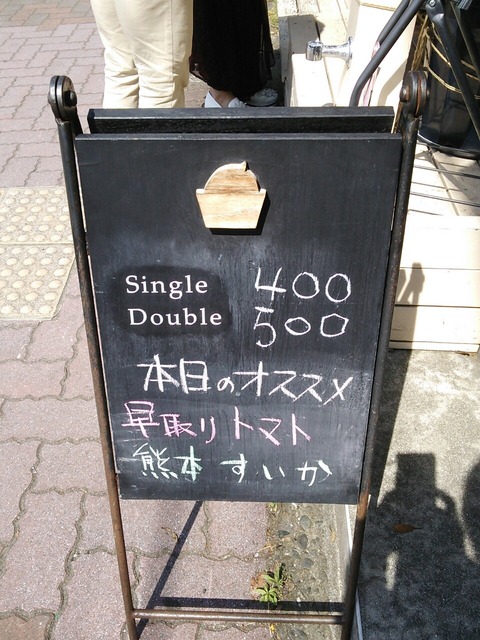 Single 400
Double 500
本日のオススメ
早取りトマト
熊本 すいか